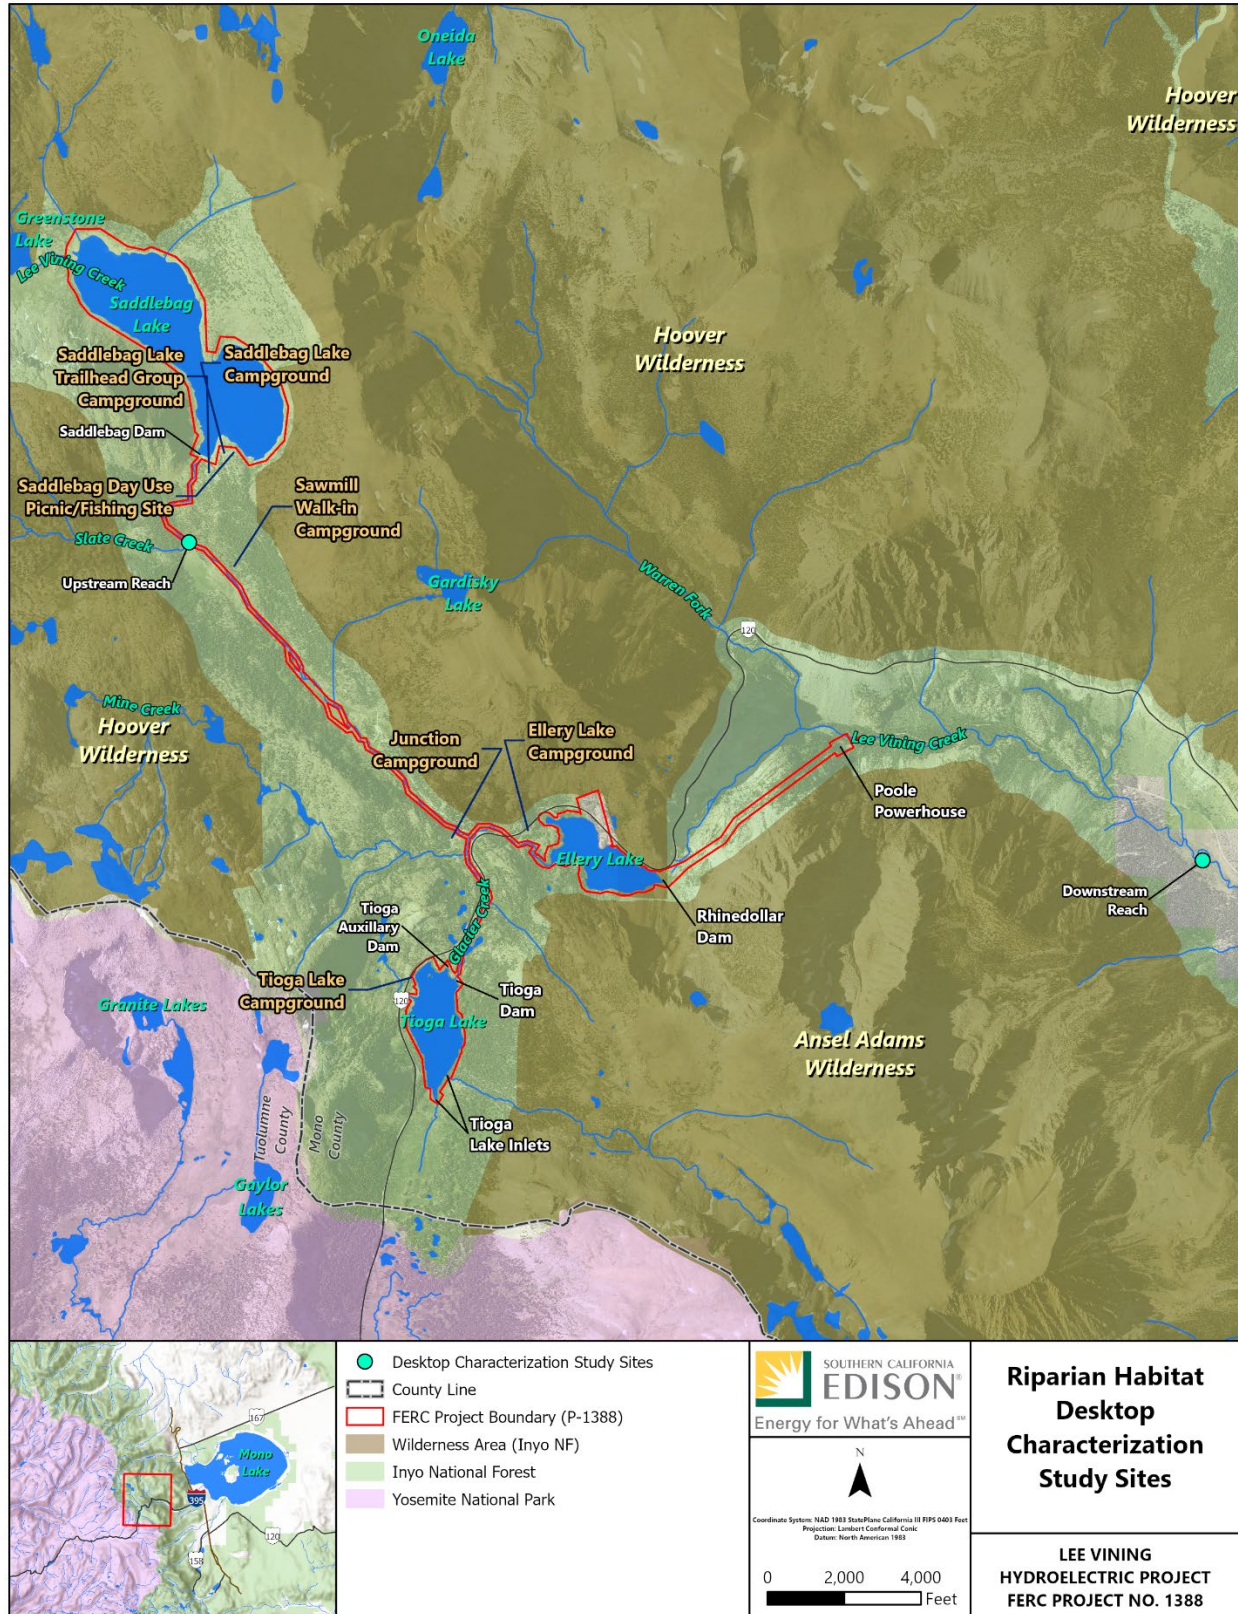 Oneida
Lake
Hoover
Wilderness
Greenstone
Lake
Lee Vining Creek
Saddlebag
Lake
Hoover
Wilderness
Saddlebag Lake
Trailhead Group
Campground
Saddlebag Lake
Campground
Saddlebag Dam
Saddlebag Day Use
Picnic/Fishing Site
Sawmill
Walk-in
Campground
Slate Creek
Upstream Reach
Gardisky
Lake
Warren Fork
120
Mine Creek
Hoover
Wilderness
Junction
Campground
Ellery Lake
Campground
Lee Vining Creek
Poole
Powerhouse
Ellery Lake
Downstream
Reach
Rhinedollar
Dam
Tioga
Auxillary
Dam
Glacier Creek
Tioga Lake
Campground
120
Tioga
Dam
Tioga Lake
Granite Lakes
Ansel Adams
Wilderness
Tuolumne
County
Mono
County
Tioga
Lake Inlets
Gaylor
Lakes
167
Mono
Lake
395
120
158
Desktop Characterization Study Sites
County Line
FERC Project Boundary (P-1388)
Wilderness Area (Inyo NF)
Inyo National Forest
Yosemite National Park
SOUTHERN CALIFORNIA
EDISON®
Energy for What's Ahead℠
N
Coordinate System: NAD 1983 StatePlane California III FIPS 0403 Feet
Projection: Lambert Conformal Conic
Datum: North American 1983
0 2,000 4,000
Feet
Riparian Habitat
Desktop
Characterization
Study Sites
LEE VINING
HYDROELECTRIC PROJECT
FERC PROJECT NO. 1388